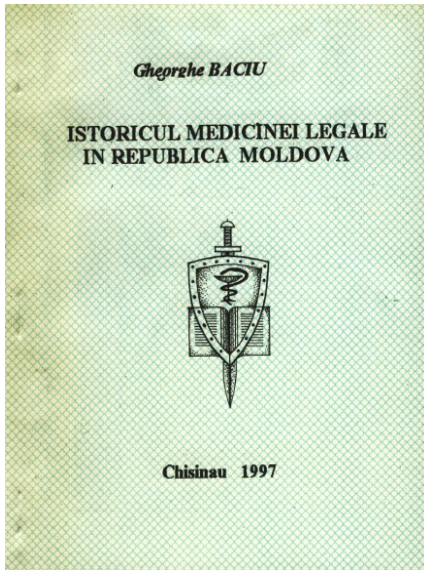 Gheorghe BACIU
ISTORICUL MEDICINEI LEGALE
IN REPUBLICA MOLDOVA
Chisinau 1997